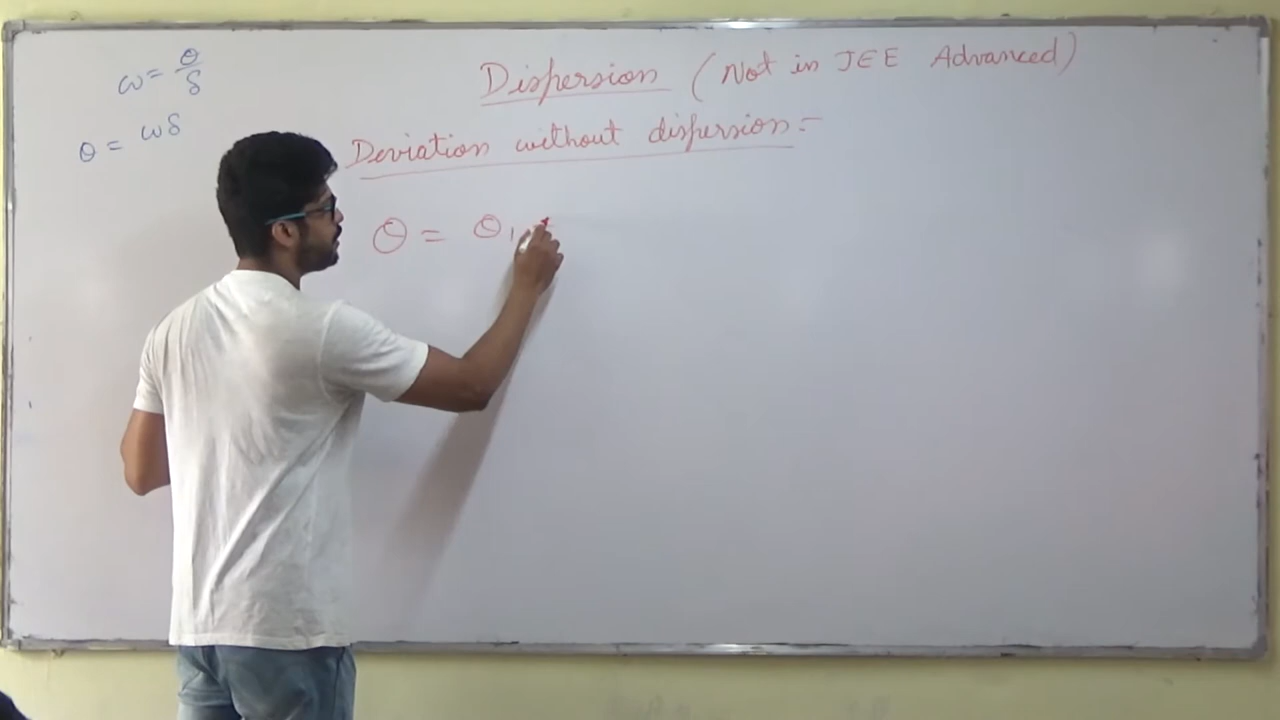 ω = θ/δ
θ = ωδ
Dispersion (Not in JEE Advanced)
Deviation without dispersion:-
θ = θ₁